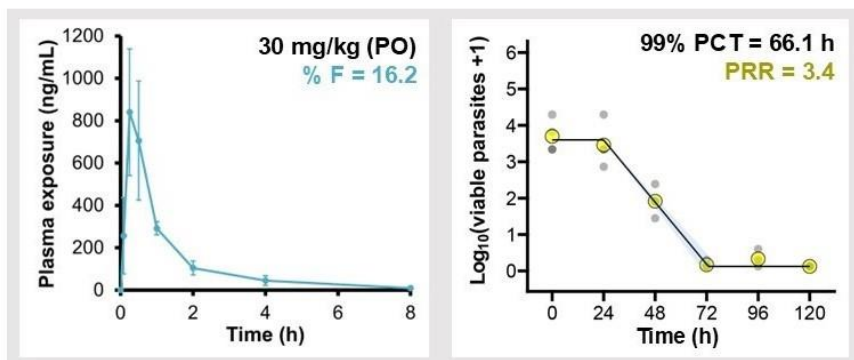 30 mg/kg (PO)
% F = 16.2
Plasma exposure (ng/mL)
1200
1000
800
600
400
200
0
0 2 4 6 8
Time (h)
99% PCT = 66.1 h
PRR = 3.4
Log10(viable parasites +1)
6
5
4
3
2
1
0
0 24 48 72 96 120
Time (h)